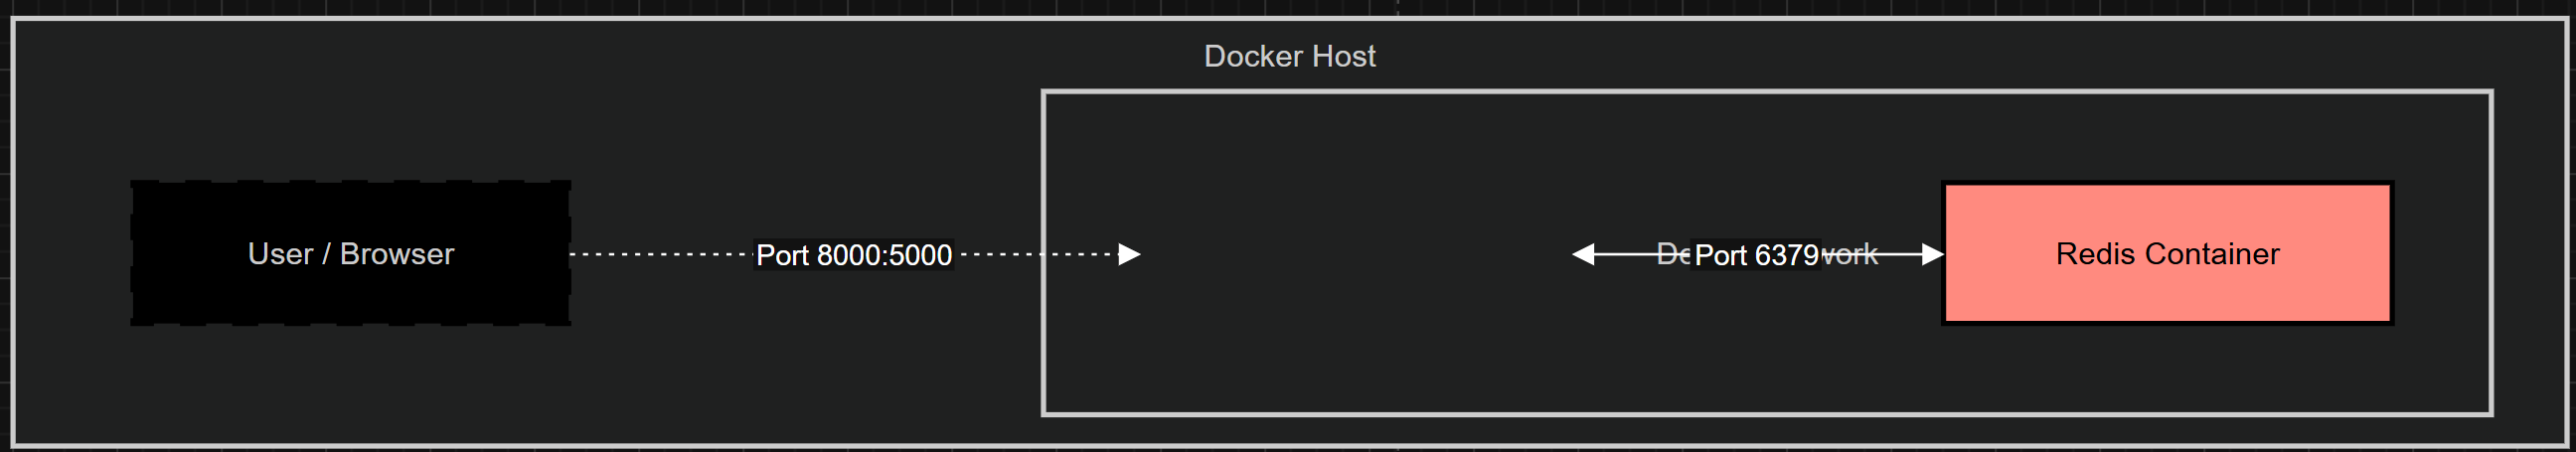 Docker Host
User / Browser
Port 8000:5000
Port 6379
Redis Container